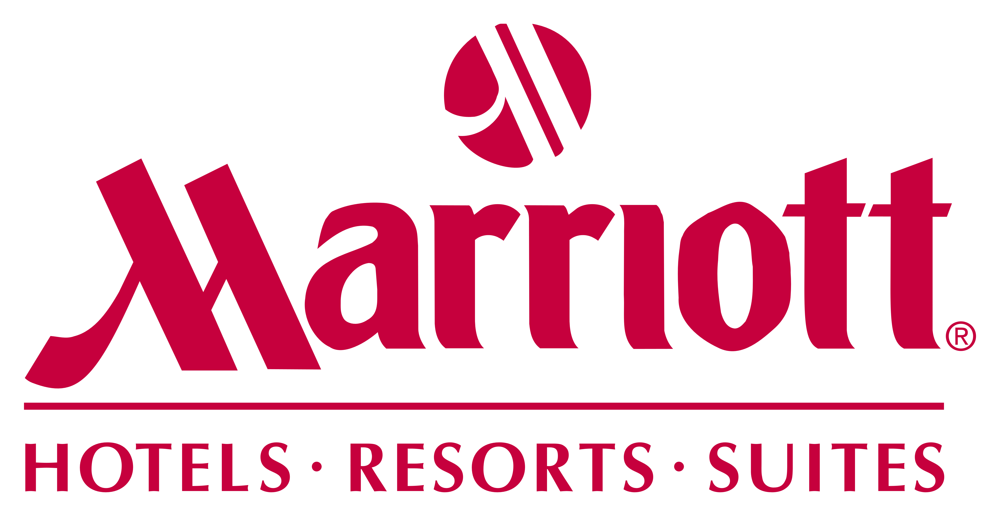 Marriott®
HOTELS · RESORTS · SUITES